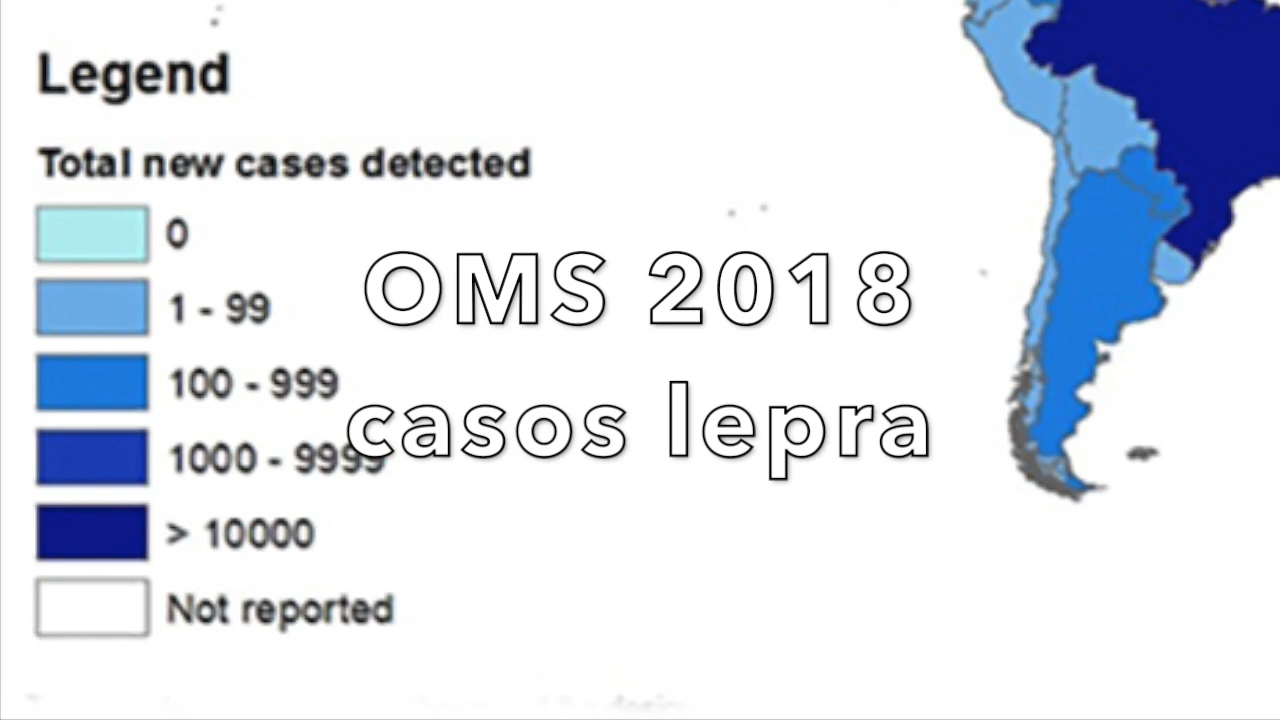 Legend
Total new cases detected
0
1 - 99
100 - 999
1000 - 9999
> 10000
Not reported
OMS 2018
casos lepra